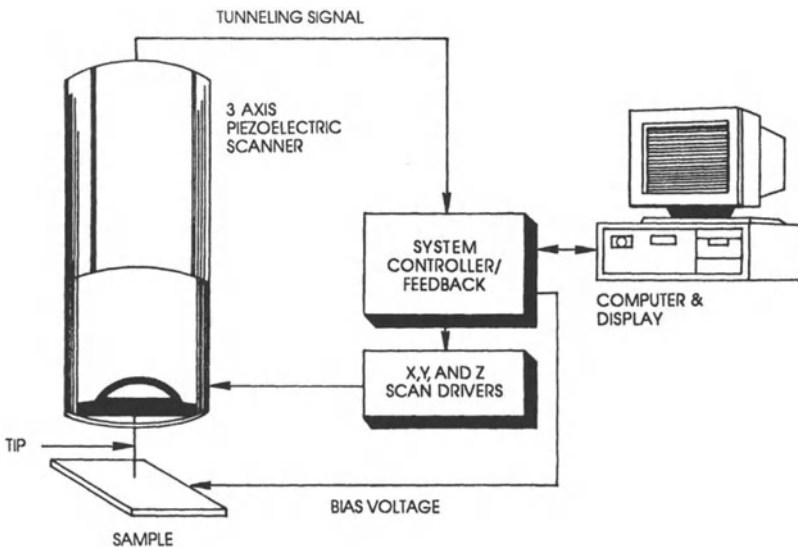 TUNNELING SIGNAL
3 AXIS
PIEZOELECTRIC
SCANNER
SYSTEM
CONTROLLER/
FEEDBACK
COMPUTER &
DISPLAY
X,Y, AND Z
SCAN DRIVERS
TIP
BIAS VOLTAGE
SAMPLE